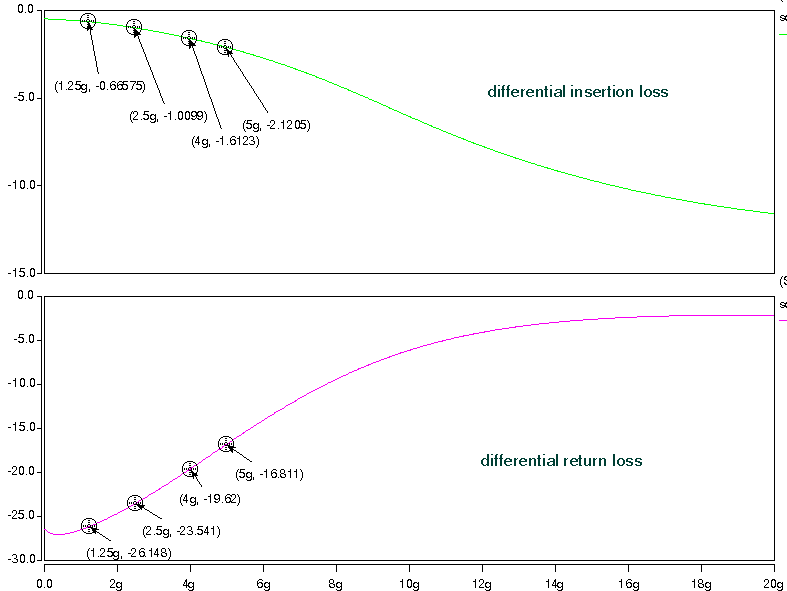 0.0
(1.25g, -0.66575)
(2.5g, -1.0099)
(4g, -1.6123)
(5g, -2.1205)
differential insertion loss
-5.0
-10.0
-15.0
0.0
-5.0
-10.0
-15.0
-20.0
-25.0
-30.0
(5g, -16.811)
(4g, -19.62)
(2.5g, -23.541)
(1.25g, -26.148)
differential return loss
0.0 2g 4g 6g 8g 10g 12g 14g 16g 18g 20g